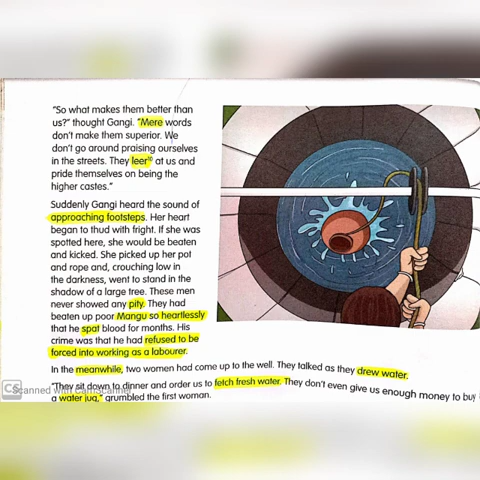 "So what makes them better than
us?" thought Gangi. "Mere words
don't make them superior. We
don't go around praising ourselves
in the streets. They leer¹⁰ at us and
pride themselves on being the
higher castes."
Suddenly Gangi heard the sound of
approaching footsteps. Her heart
began to thud with fright. If she was
spotted here, she would be beaten
and kicked. She picked up her pot
and rope and, crouching low in
the darkness, went to stand in the
shadow of a large tree. These men
never showed any pity. They had
beaten up poor Mangu so heartlessly
that he spat blood for months. His
crime was that he had refused to be
forced into working as a labourer.
In the meanwhile, two women had come up to the well. They talked as they drew water.
"They sit down to dinner and order us to fetch fresh water. They don't even give us enough money to buy
a water jug," grumbled the first woman.
CS Scanned with CamScanner